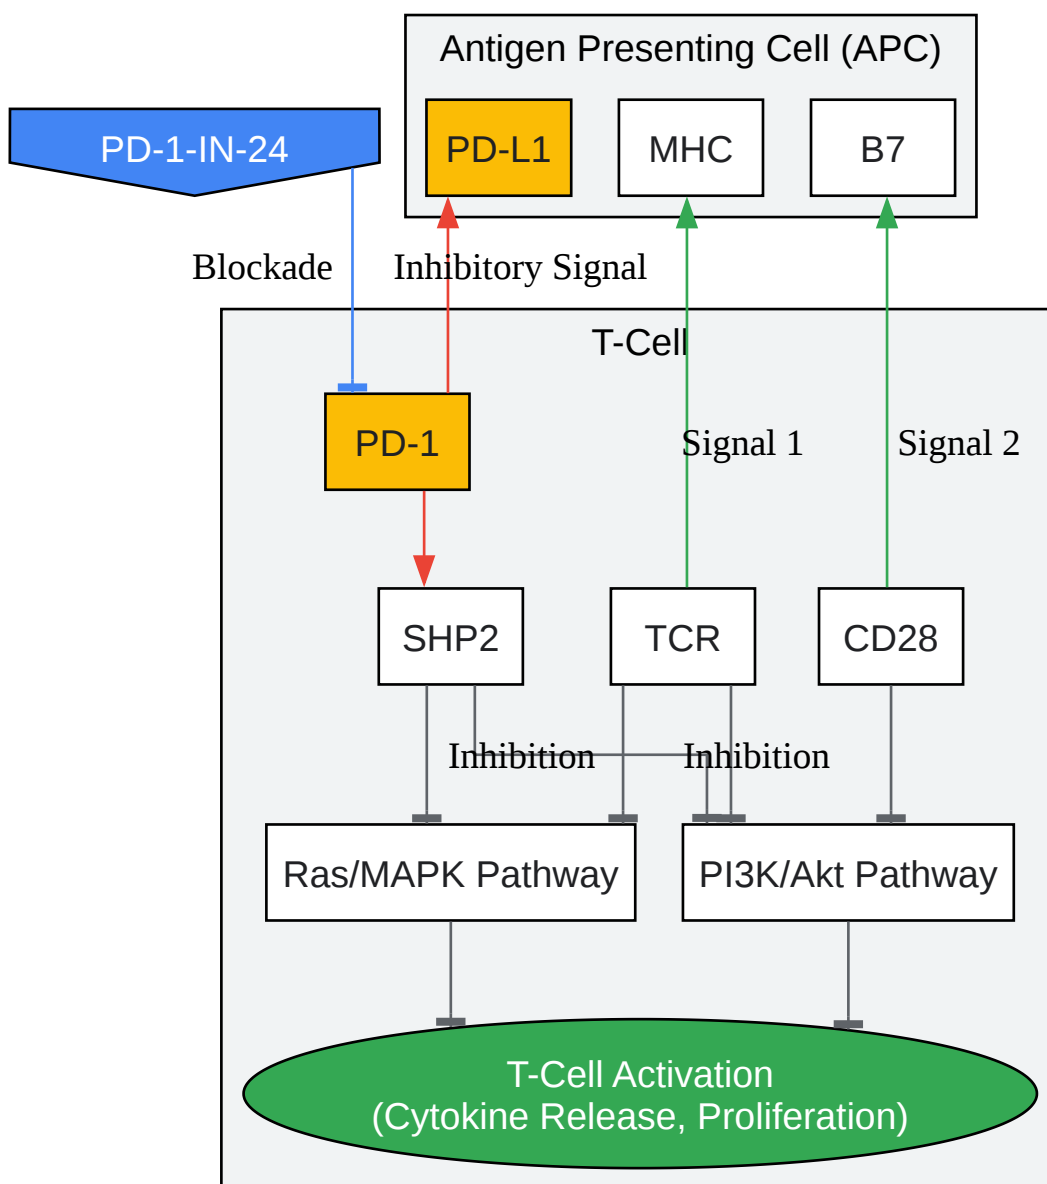 Antigen Presenting Cell (APC)
PD-1-IN-24
PD-L1
MHC
B7
Blockade
Inhibitory Signal
T-Cell
PD-1
Signal 1
Signal 2
SHP2
TCR
CD28
Inhibition
Inhibition
Ras/MAPK Pathway
PI3K/Akt Pathway
T-Cell Activation
(Cytokine Release, Proliferation)